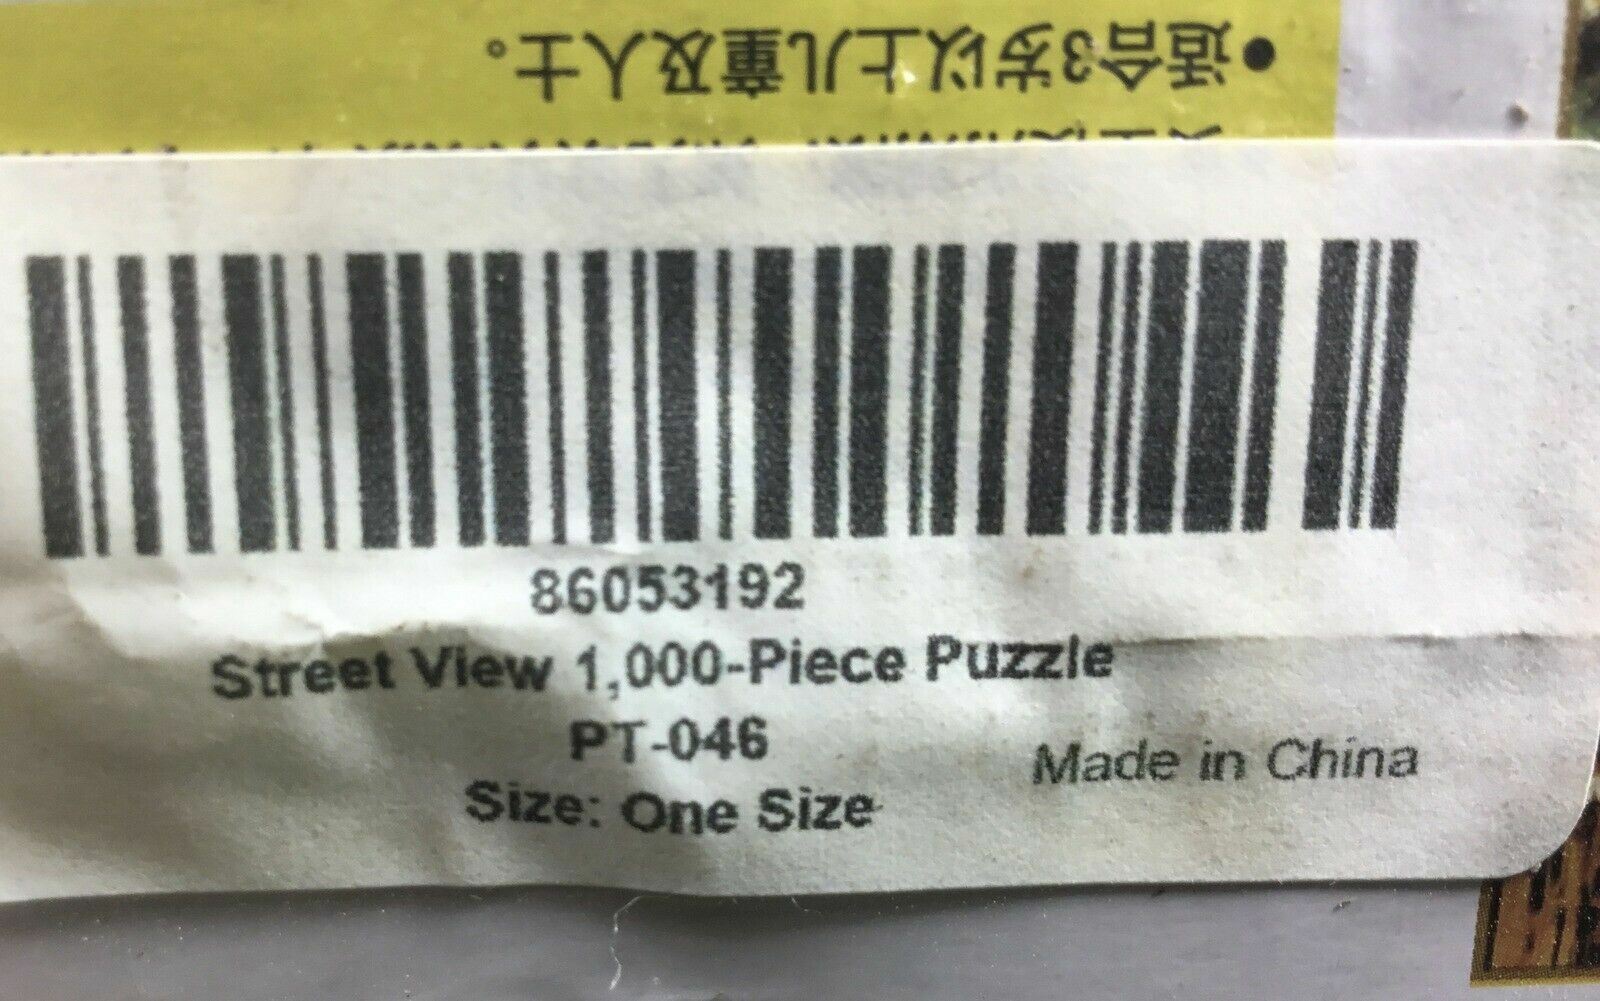 ●适合3岁以上儿童及人士。
86053192
Street View 1,000-Piece Puzzle
PT-046
Made in China
Size: One Size